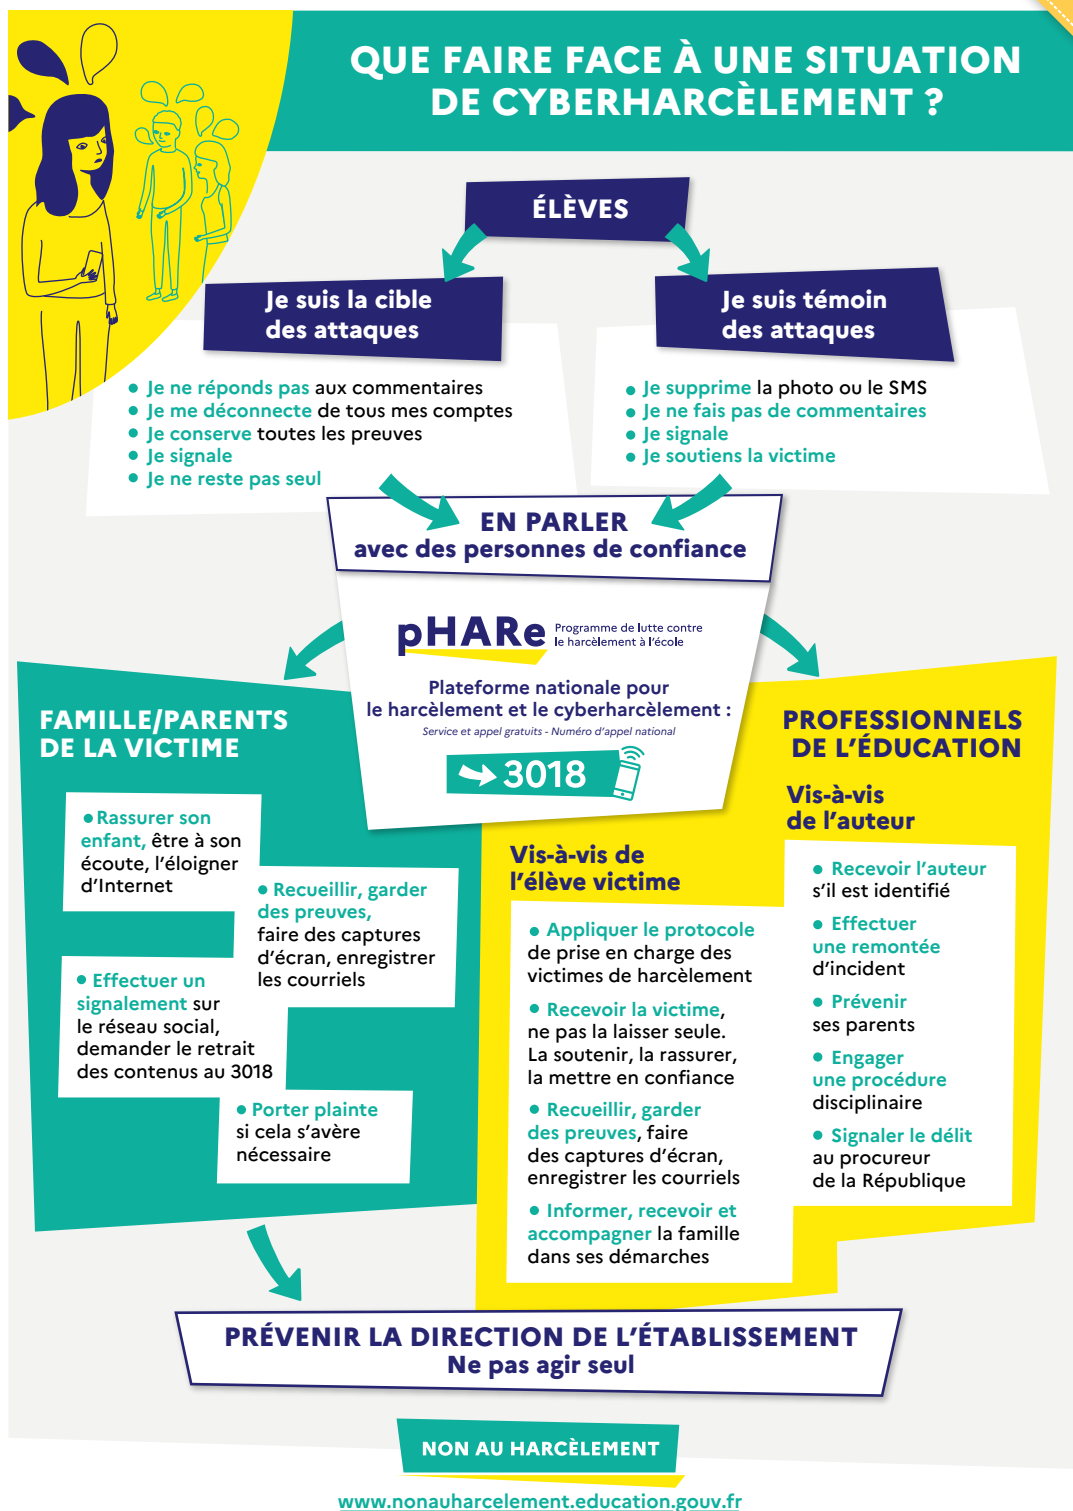 QUE FAIRE FACE À UNE SITUATION
DE CYBERHARCÈLEMENT ?
ÉLÈVES
Je suis la cible
des attaques
• Je ne réponds pas aux commentaires
• Je me déconnecte de tous mes comptes
• Je conserve toutes les preuves
• Je signale
• Je ne reste pas seul
Je suis témoin
des attaques
• Je supprime la photo ou le SMS
• Je ne fais pas de commentaires
• Je signale
• Je soutiens la victime
EN PARLER
avec des personnes de confiance
pHARe
Programme de lutte contre
le harcèlement à l'école
Plateforme nationale pour
le harcèlement et le cyberharcèlement :
Service et appel gratuits - Numéro d'appel national
3018
FAMILLE/PARENTS
DE LA VICTIME
• Rassurer son
enfant, être à son
écoute, l'éloigner
d'Internet
• Recueillir, garder
des preuves,
faire des captures
d'écran, enregistrer
les courriels
• Effectuer un
signalement sur
le réseau social,
demander le retrait
des contenus au 3018
• Porter plainte
si cela s'avère
nécessaire
PROFESSIONNELS
DE L'ÉDUCATION
Vis-à-vis de
l'élève victime
• Appliquer le protocole
de prise en charge des
victimes de harcèlement
• Recevoir la victime,
ne pas la laisser seule.
La soutenir, la rassurer,
la mettre en confiance
• Recueillir, garder
des preuves, faire
des captures d'écran,
enregistrer les courriels
• Informer, recevoir et
accompagner la famille
dans ses démarches
Vis-à-vis
de l'auteur
• Recevoir l'auteur
s'il est identifié
• Effectuer
une remontée
d'incident
• Prévenir
ses parents
• Engager
une procédure
disciplinaire
• Signaler le délit
au procureur
de la République
PRÉVENIR LA DIRECTION DE L'ÉTABLISSEMENT
Ne pas agir seul
NON AU HARCÈLEMENT
www.nonauharcelement.education.gouv.fr